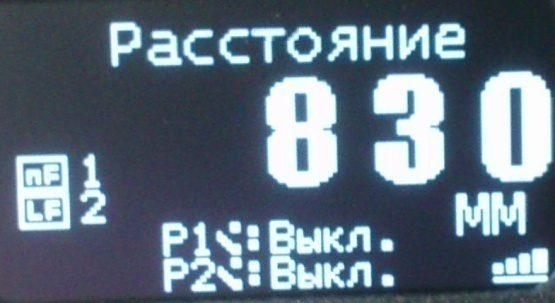 Расстояние
830
nF 1
LF 2
мм
P1: Выкл.
P2: Выкл.